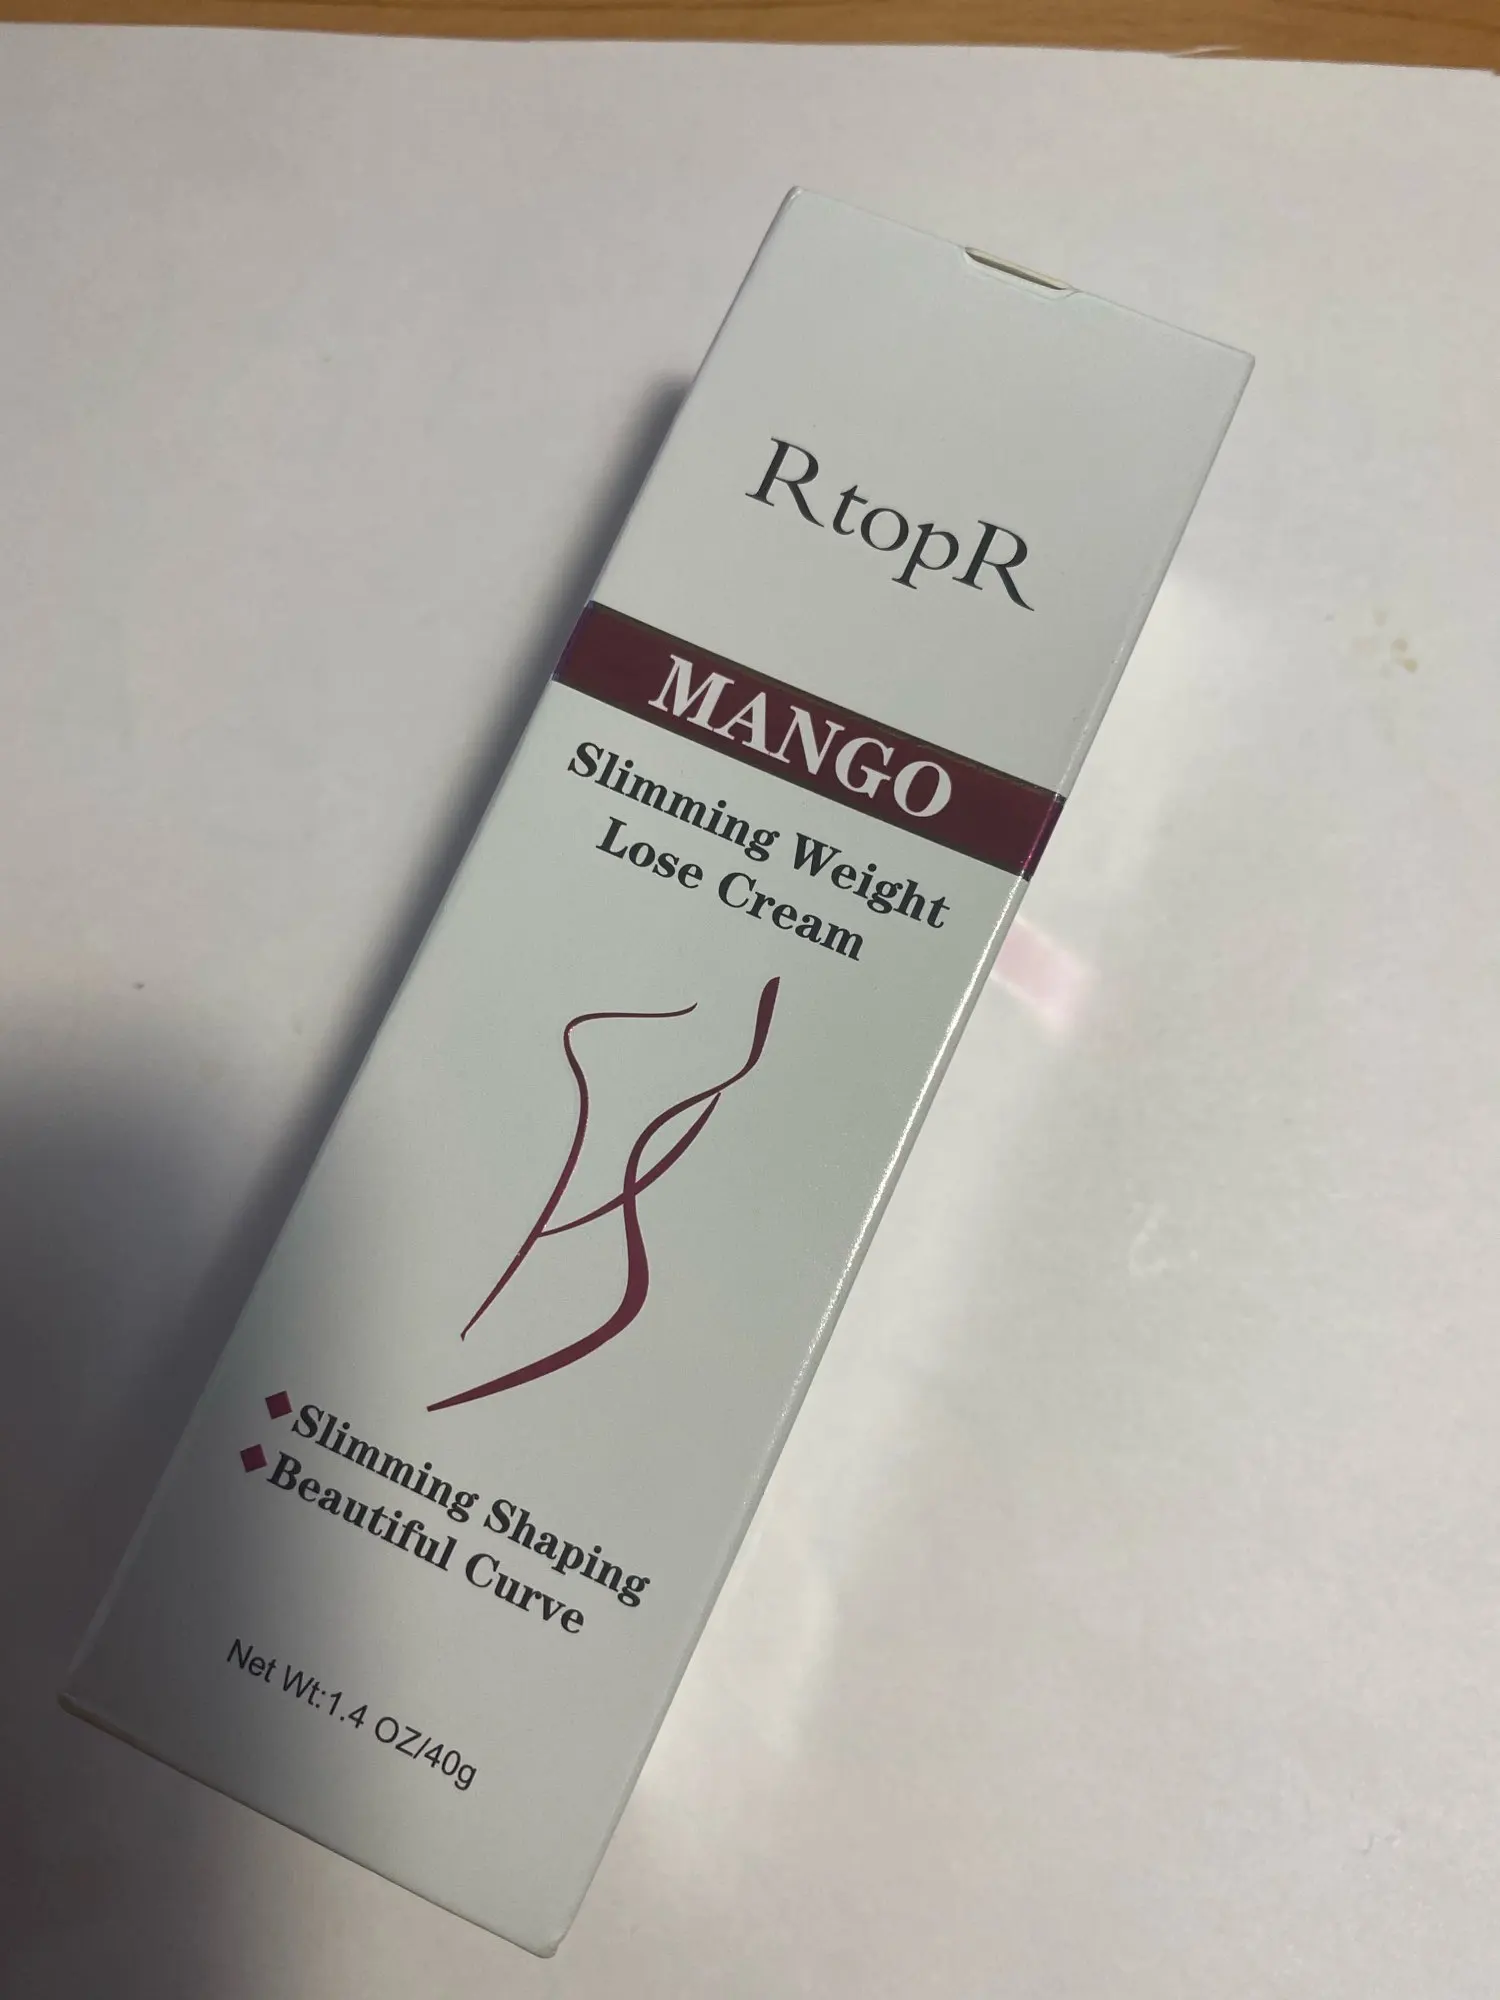 RtopR
MANGO
Slimming Weight
Lose Cream
Slimming Shaping
Beautiful Curve
Net Wt:1.4 OZ/40g